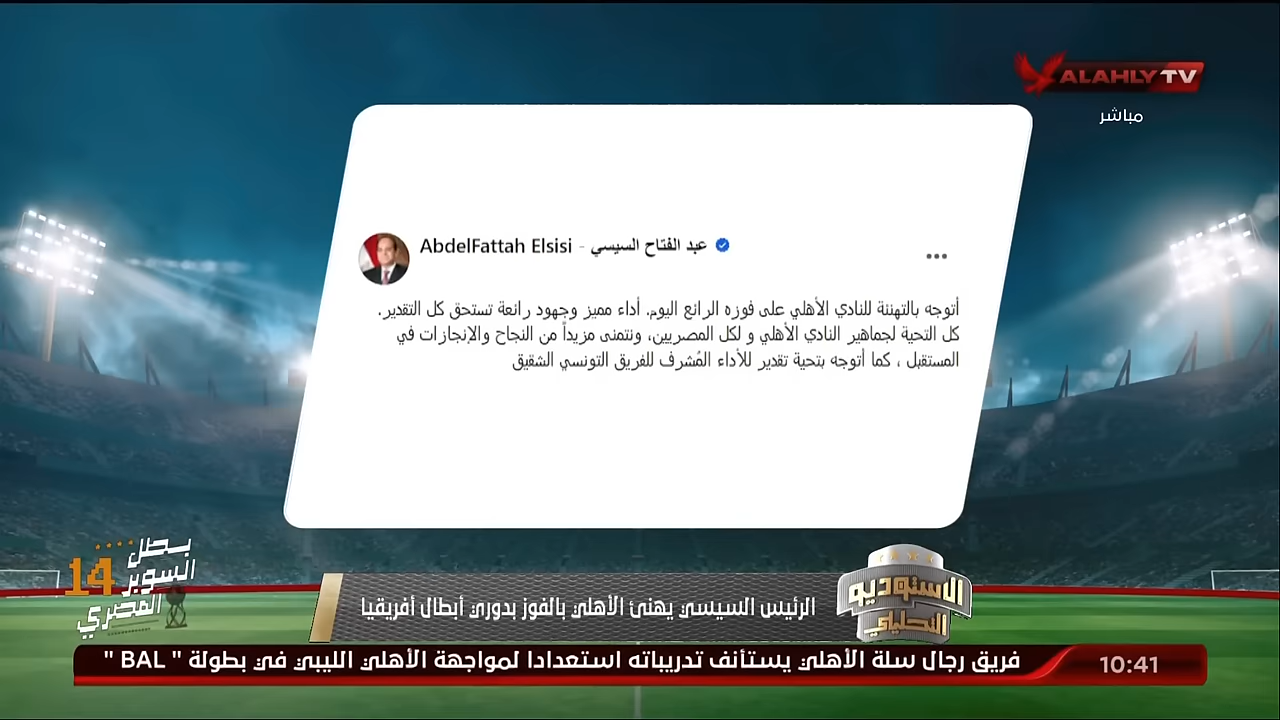 ALAHLY TV
مباشر
AbdelFattah Elsisi - عبد الفتاح السيسي
أتوجه بالتهنئة للنادي الأهلي على فوزه الرائع اليوم. أداء مميز وجهود رائعة تستحق كل التقدير.
كل التحية لجماهير النادي الأهلي و لكل المصريين، ونتمنى مزيداً من النجاح والإنجازات في
المستقبل ، كما أتوجه بتحية تقدير للأداء المُشرف للفريق التونسي الشقيق
بطل
14 السوبر
المصري
الاستوديو
التحليلي
الرئيس السيسي يهنئ الأهلي بالفوز بدوري أبطال أفريقيا
10:41
فريق رجال سلة الأهلي يستأنف تدريباته استعدادا لمواجهة الأهلي الليبي في بطولة " BAL "